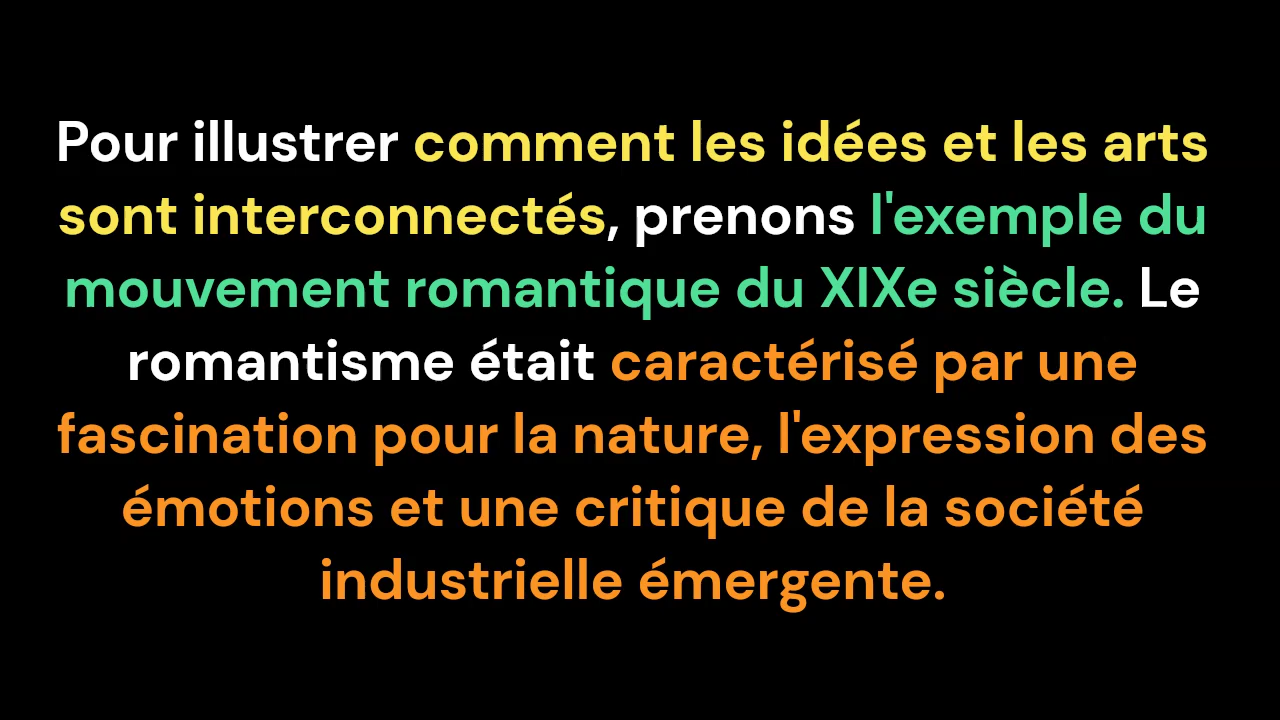 Pour illustrer comment les idées et les arts
sont interconnectés, prenons l'exemple du
mouvement romantique du XIXe siècle. Le
romantisme était caractérisé par une
fascination pour la nature, l'expression des
émotions et une critique de la société
industrielle émergente.